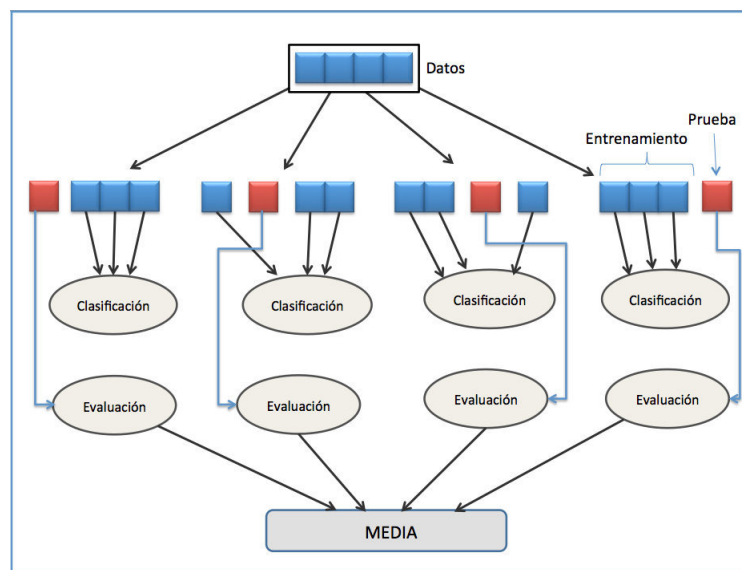 Datos
Prueba
Entrenamiento
Clasificación
Clasificación
Clasificación
Clasificación
Evaluación
Evaluación
Evaluación
Evaluación
MEDIA